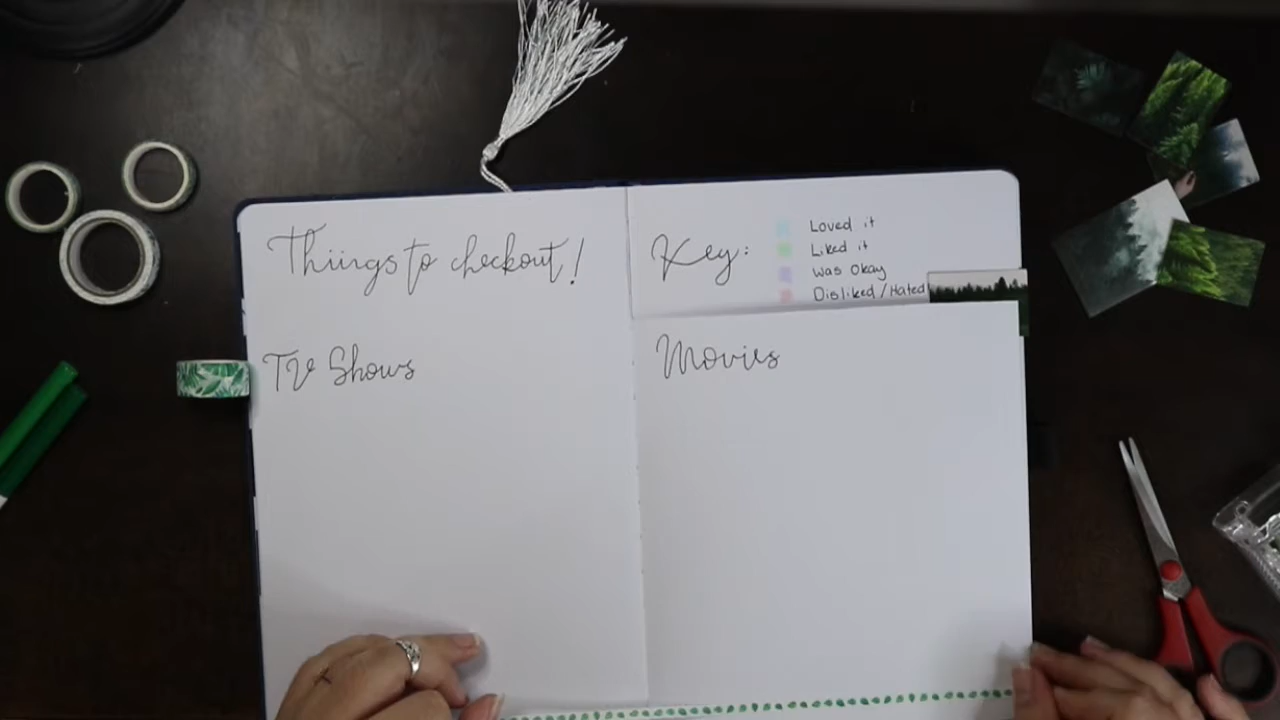 Things to checkout!
TV Shows
Key:
Loved it
Liked it
Was Okay
Disliked/Hated
Movies